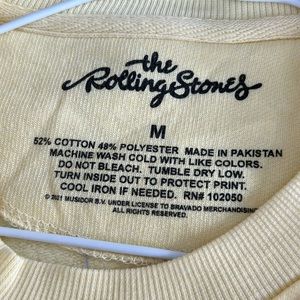 the
Rolling Stones
M
52% COTTON 48% POLYESTER MADE IN PAKISTAN
MACHINE WASH COLD WITH LIKE COLORS.
DO NOT BLEACH. TUMBLE DRY LOW.
TURN INSIDE OUT TO PROTECT PRINT.
COOL IRON IF NEEDED. RN# 102050
© 2021 MUSIDOR B.V. UNDER LICENSE TO BRAVADO MERCHANDISING
ALL RIGHTS RESERVED.